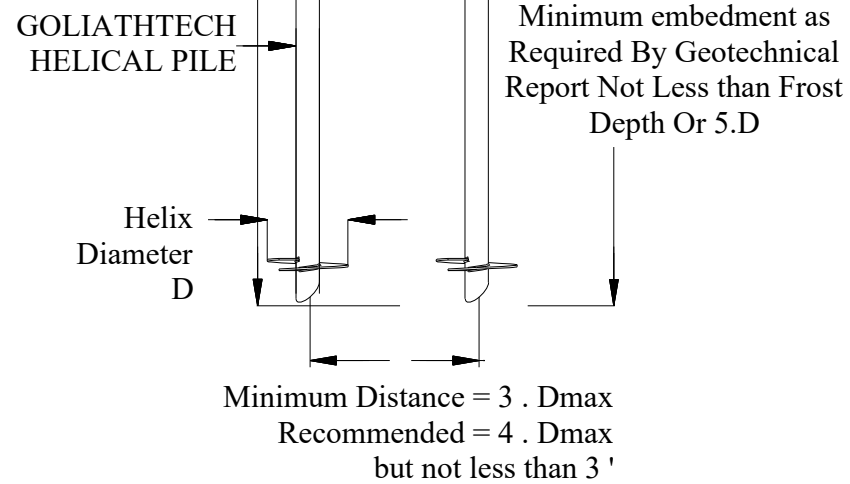 GOLIATHTECH
HELICAL PILE
Minimum embedment as
Required By Geotechnical
Report Not Less than Frost
Depth Or 5.D
Helix
Diameter
D
Minimum Distance = 3 . Dmax
Recommended = 4 . Dmax
but not less than 3 '